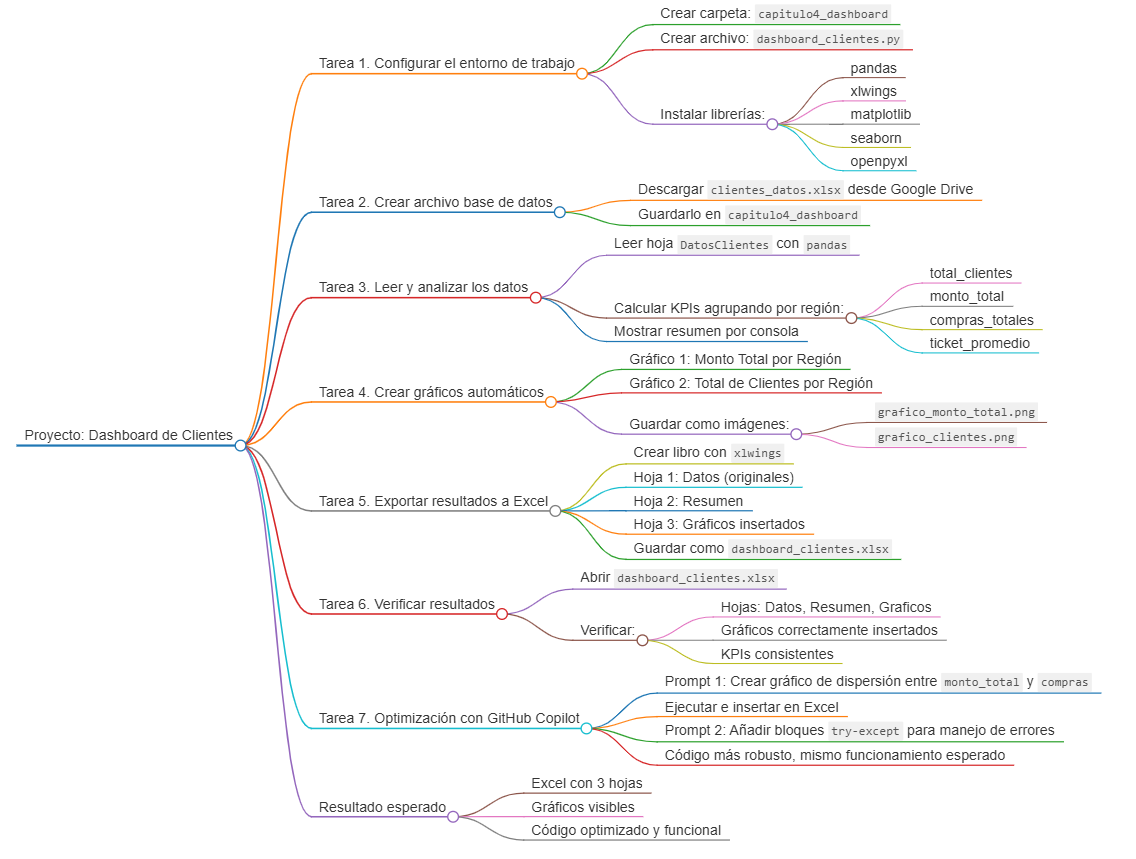 Proyecto: Dashboard de Clientes
Tarea 1. Configurar el entorno de trabajo
Crear carpeta: capitulo4_dashboard
Crear archivo: dashboard_clientes.py
Instalar librerías:
pandas
xlwings
matplotlib
seaborn
openpyxl
Tarea 2. Crear archivo base de datos
Descargar clientes_datos.xlsx desde Google Drive
Guardarlo en capitulo4_dashboard
Tarea 3. Leer y analizar los datos
Leer hoja DatosClientes con pandas
Calcular KPIs agrupando por región:
total_clientes
monto_total
compras_totales
ticket_promedio
Mostrar resumen por consola
Tarea 4. Crear gráficos automáticos
Gráfico 1: Monto Total por Región
Gráfico 2: Total de Clientes por Región
Guardar como imágenes:
grafico_monto_total.png
grafico_clientes.png
Tarea 5. Exportar resultados a Excel
Crear libro con xlwings
Hoja 1: Datos (originales)
Hoja 2: Resumen
Hoja 3: Gráficos insertados
Guardar como dashboard_clientes.xlsx
Tarea 6. Verificar resultados
Abrir dashboard_clientes.xlsx
Verificar:
Hojas: Datos, Resumen, Graficos
Gráficos correctamente insertados
KPIs consistentes
Tarea 7. Optimización con GitHub Copilot
Prompt 1: Crear gráfico de dispersión entre monto_total y compras
Ejecutar e insertar en Excel
Prompt 2: Añadir bloques try-except para manejo de errores
Código más robusto, mismo funcionamiento esperado
Resultado esperado
Excel con 3 hojas
Gráficos visibles
Código optimizado y funcional